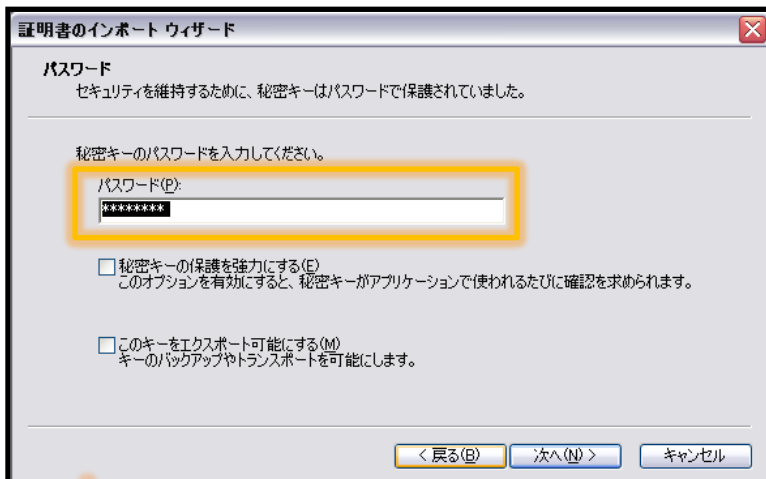 証明書のインポート ウィザード
パスワード
セキュリティを維持するために、秘密キーはパスワードで保護されていました。
秘密キーのパスワードを入力してください。
パスワード(P):
********
秘密キーの保護を強力にする(E)
このオプションを有効にすると、秘密キーがアプリケーションで使われるたびに確認を求められます。
このキーをエクスポート可能にする(M)
キーのバックアップやトランスポートを可能にします。
< 戻る(B) 次へ(N) > キャンセル